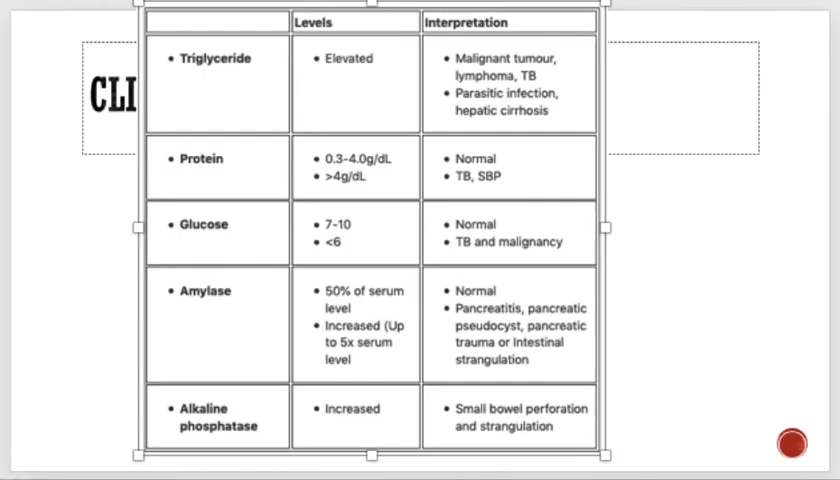 Levels Interpretation
CLI
• Triglyceride
• Elevated
• Malignant tumour,
lymphoma, TB
• Parasitic infection,
hepatic cirrhosis
• Protein
• 0.3-4.0g/dL
• >4g/dL
• Normal
• TB, SBP
• Glucose
• 7-10
• <6
• Normal
• TB and malignancy
• Amylase
• 50% of serum
level
• Increased (Up
to 5x serum
level
• Normal
• Pancreatitis, pancreatic
pseudocyst, pancreatic
trauma or Intestinal
strangulation
• Alkaline
phosphatase
• Increased
• Small bowel perforation
and strangulation